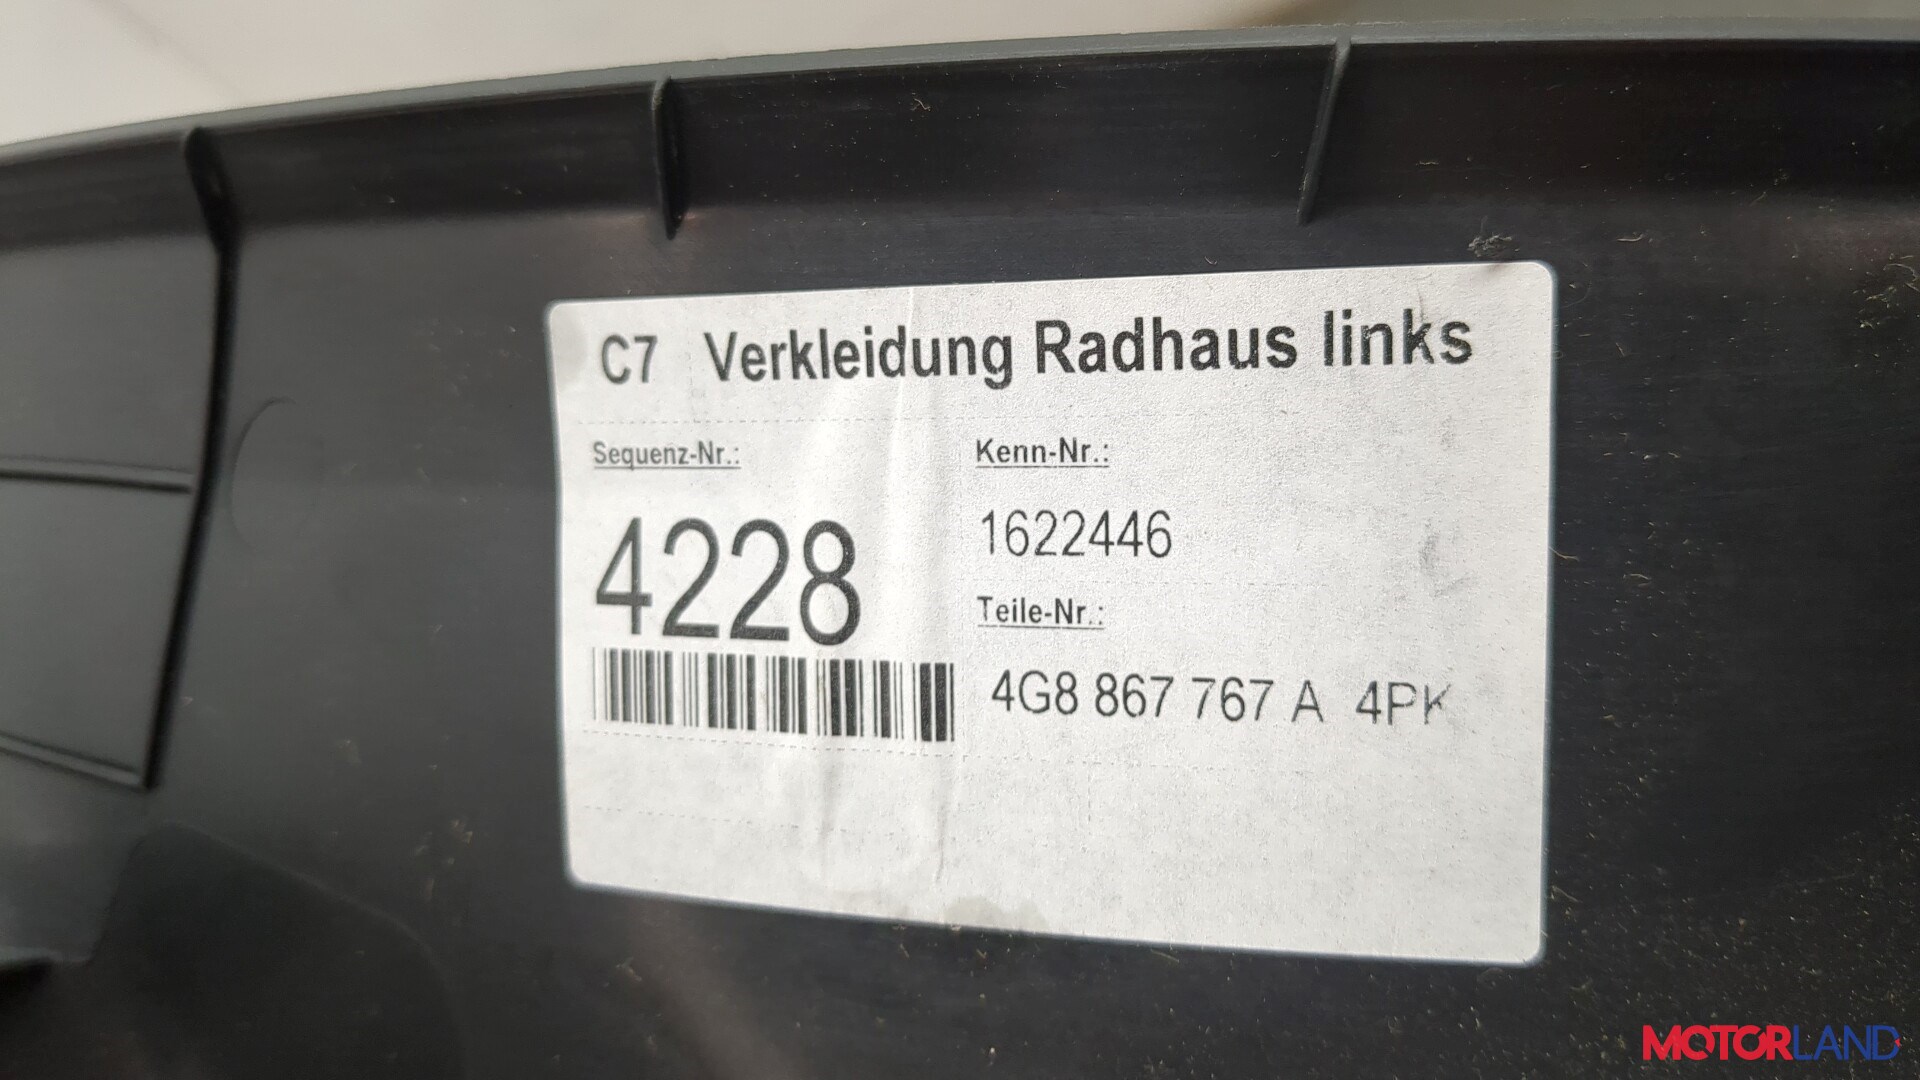 C7 Verkleidung Radhaus links
Sequenz-Nr.:
4228
Kenn-Nr.:
1622446
Teile-Nr.:
4G8 867 767 A 4PK
MOTORLAND